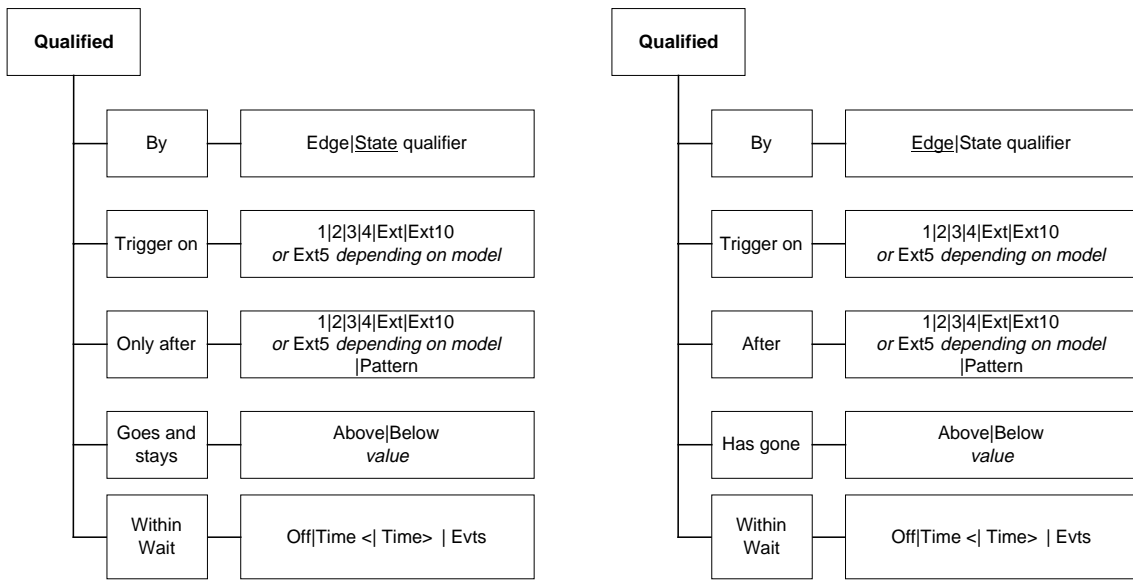 Qualified
By
Edge|State qualifier
Trigger on
1|2|3|4|Ext|Ext10
or Ext5 depending on model
Only after
1|2|3|4|Ext|Ext10
or Ext5 depending on model
|Pattern
Goes and
stays
Above|Below
value
Within
Wait
Off|Time <| Time> | Evts
Qualified
By
Edge|State qualifier
Trigger on
1|2|3|4|Ext|Ext10
or Ext5 depending on model
After
1|2|3|4|Ext|Ext10
or Ext5 depending on model
|Pattern
Has gone
Above|Below
value
Within
Wait
Off|Time <| Time> | Evts